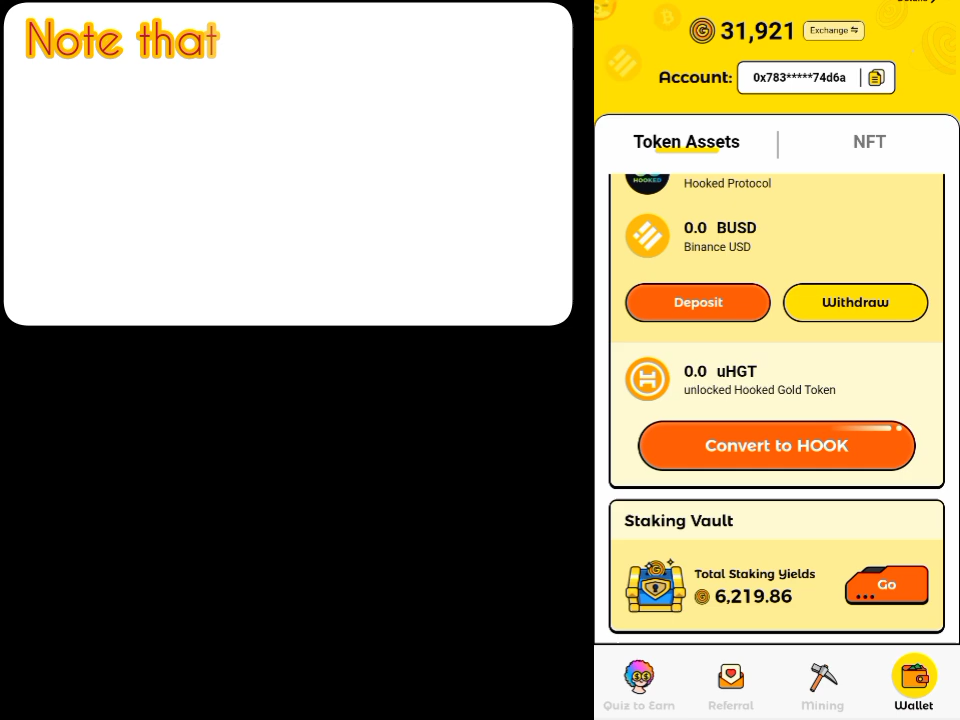 Note that
31,921
Exchange
Account: 0x783*****74d6a
Token Assets
NFT
HOOKED
Hooked Protocol
0.0 BUSD
Binance USD
Deposit
Withdraw
0.0 uHGT
unlocked Hooked Gold Token
Convert to HOOK
Staking Vault
Total Staking Yields
6,219.86
Go
Quiz to Earn
Referral
Mining
Wallet